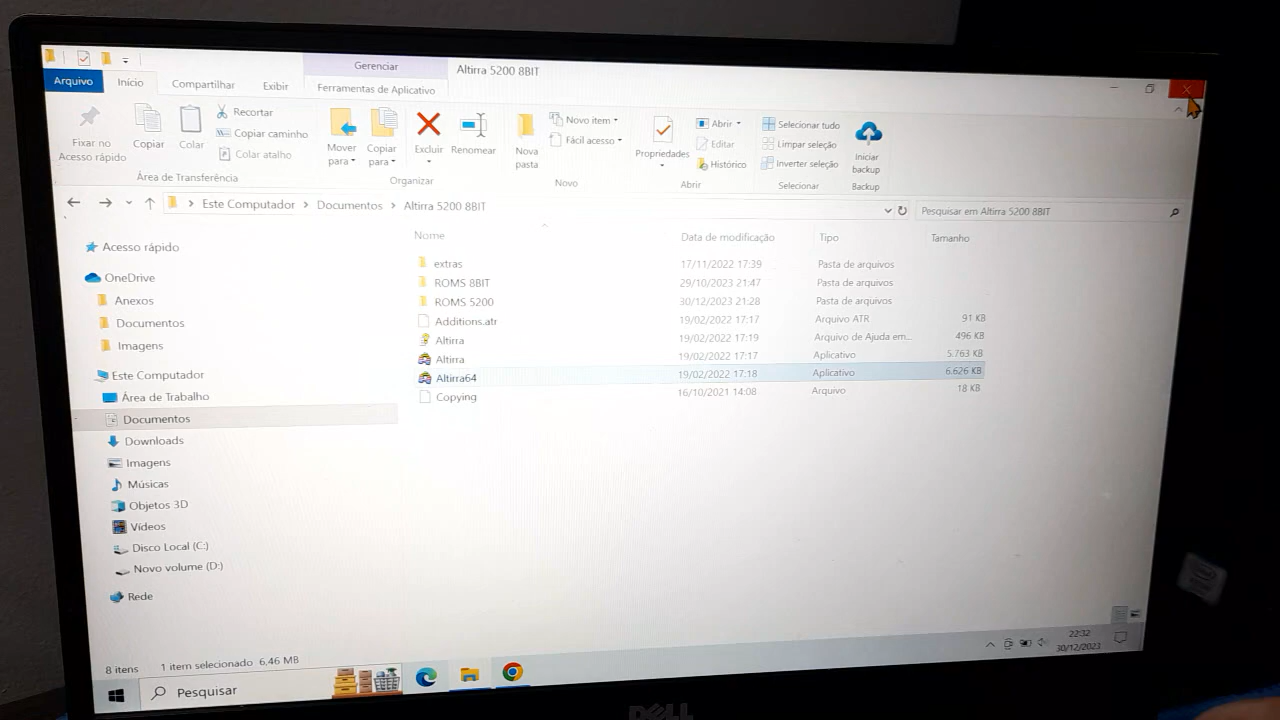 Gerenciar
Altirra 5200 8BIT
Arquivo
Início
Compartilhar
Exibir
Ferramentas de Aplicativo
Fixar no
Acesso rápido
Copiar
Colar
Recortar
Copiar caminho
Colar atalho
Área de Transferência
Mover
para
Copiar
para
Excluir
Renomear
Organizar
Nova
pasta
Novo item
Fácil acesso
Novo
Propriedades
Abrir
Editar
Histórico
Abrir
Selecionar tudo
Limpar seleção
Inverter seleção
Selecionar
Iniciar
backup
Backup
Este Computador > Documentos > Altirra 5200 8BIT
Pesquisar em Altirra 5200 8BIT
Acesso rápido
OneDrive
Anexos
Documentos
Imagens
Este Computador
Área de Trabalho
Documentos
Downloads
Imagens
Músicas
Objetos 3D
Vídeos
Disco Local (C:)
Novo volume (D:)
Rede
Nome Data de modificação Tipo Tamanho
extras 17/11/2022 17:39 Pasta de arquivos
ROMS 8BIT 29/10/2023 21:47 Pasta de arquivos
ROMS 5200 30/12/2023 21:28 Pasta de arquivos
Additions.atr 19/02/2022 17:17 Arquivo ATR 91 KB
Altirra 19/02/2022 17:19 Arquivo de Ajuda em... 496 KB
Altirra 19/02/2022 17:17 Aplicativo 5.763 KB
Altirra64 19/02/2022 17:18 Aplicativo 6.626 KB
Copying 16/10/2021 14:08 Arquivo 18 KB
8 itens 1 item selecionado 6,46 MB
Pesquisar
22:32
30/12/2023
DELL